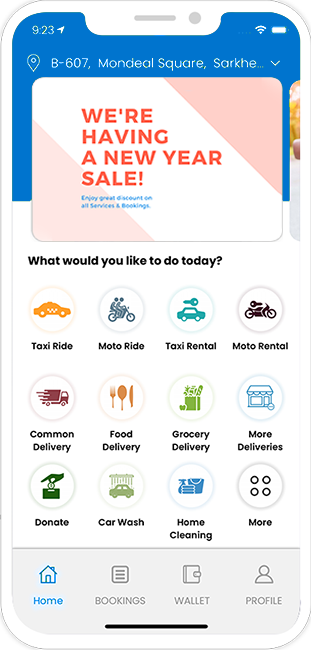 9:23
B-607, Mondeal Square, Sarkhe...
WE'RE
HAVING
A NEW YEAR
SALE!
Enjoy great discount on
all Services & Bookings.
What would you like to do today?
Taxi Ride
Moto Ride
Taxi Rental
Moto Rental
Common
Delivery
Food
Delivery
Grocery
Delivery
More
Deliveries
Donate
Car Wash
Home
Cleaning
More
Home
BOOKINGS
WALLET
PROFILE